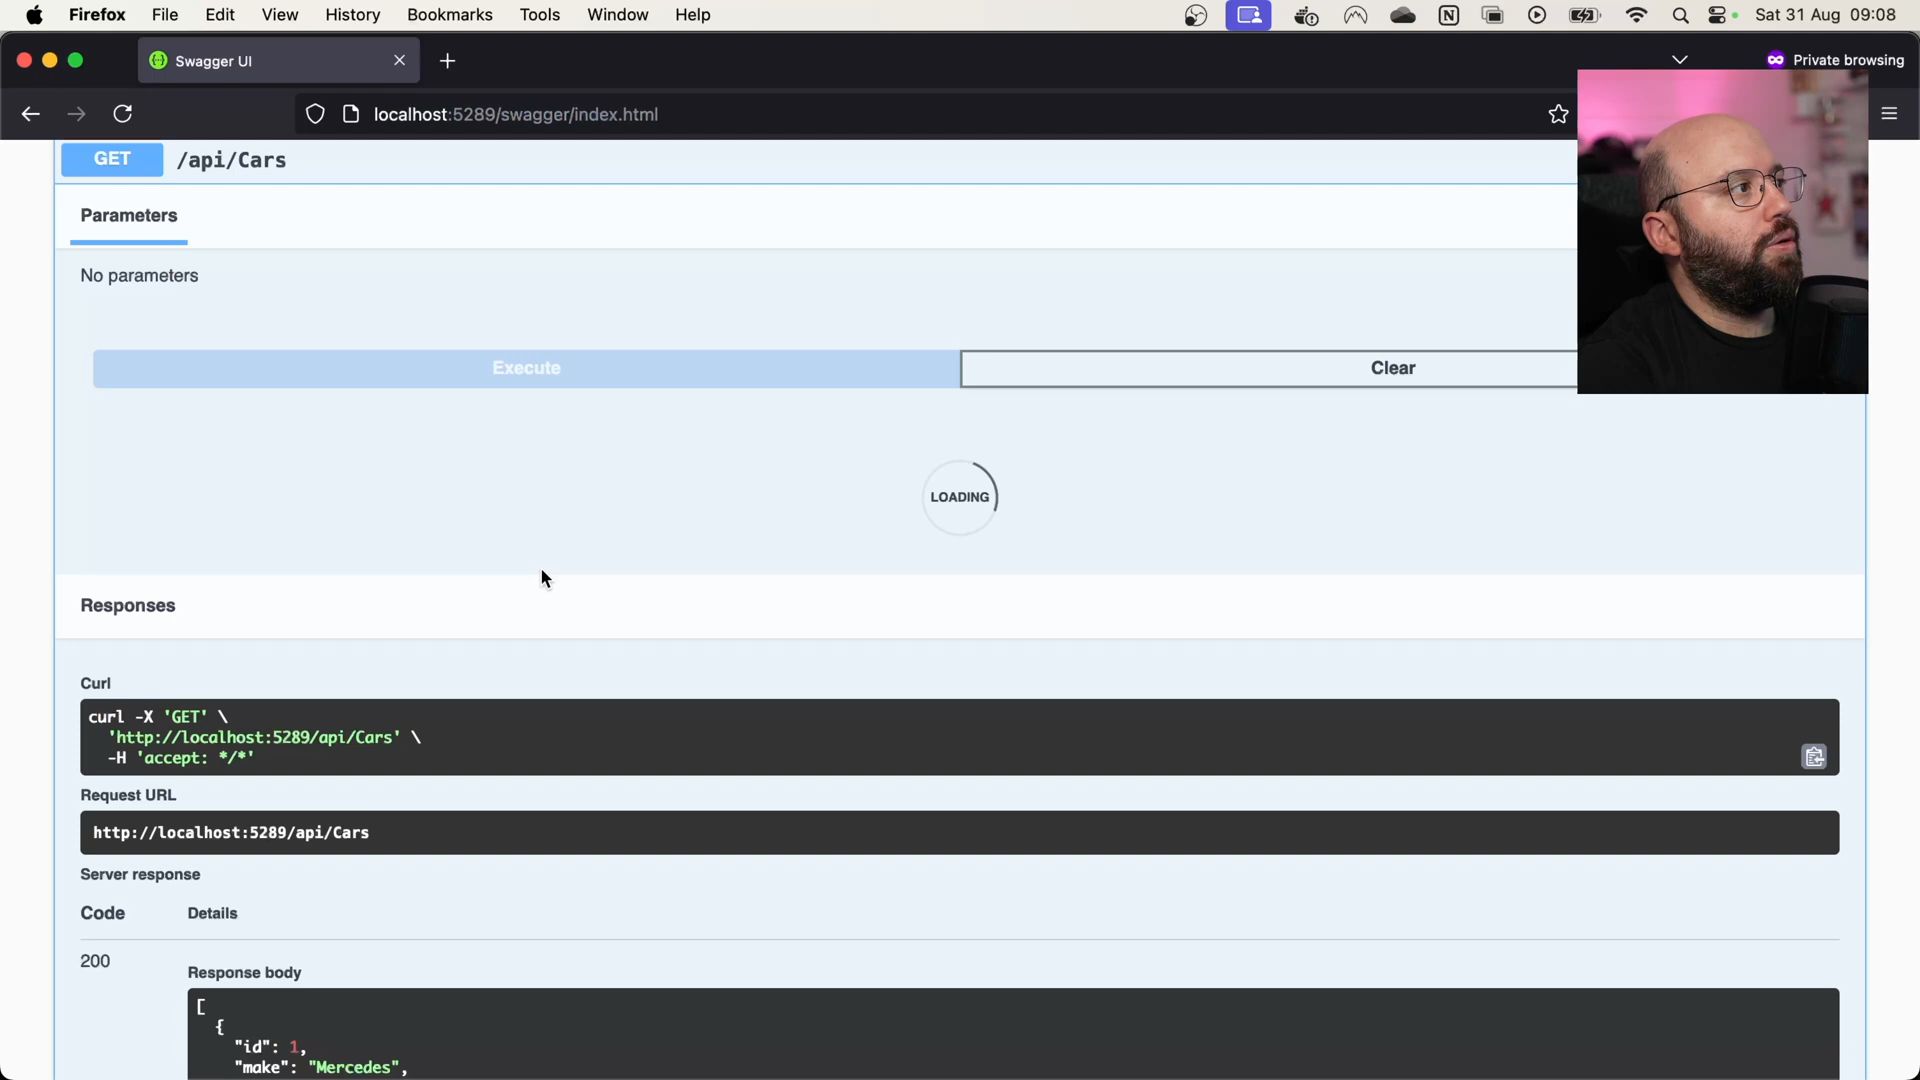 Firefox File Edit View History Bookmarks Tools Window Help Sat 31 Aug 09:08
Swagger UI Private browsing
localhost:5289/swagger/index.html
GET /api/Cars
Parameters
No parameters
Execute Clear
LOADING
Responses
Curl
curl -X 'GET' \
'http://localhost:5289/api/Cars' \
-H 'accept: */*'
Request URL
http://localhost:5289/api/Cars
Server response
Code Details
200
Response body
[
{
"id": 1,
"make": "Mercedes",